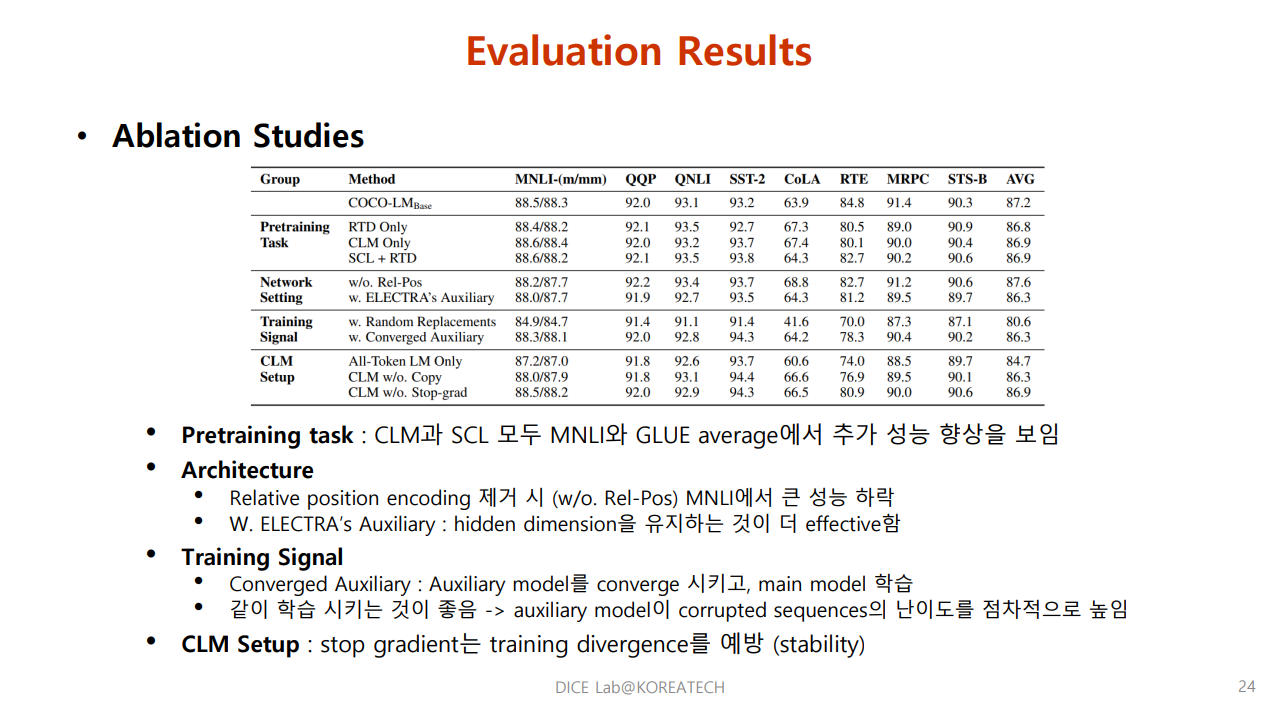 Evaluation Results
• Ablation Studies
Group Method MNLI-(m/mm) QQP QNLI SST-2 CoLA RTE MRPC STS-B AVG
COCO-LMBase 88.5/88.3 92.0 93.1 93.2 63.9 84.8 91.4 90.3 87.2
Pretraining RTD Only 88.4/88.2 92.1 93.5 92.7 67.3 80.5 89.0 90.9 86.8
Task CLM Only 88.6/88.4 92.0 93.2 93.7 67.4 80.1 90.0 90.4 86.9
SCL + RTD 88.6/88.2 92.1 93.5 93.8 64.3 82.7 90.2 90.6 86.9
Network w/o. Rel-Pos 88.2/87.7 92.2 93.4 93.7 68.8 82.7 91.2 90.6 87.6
Setting w. ELECTRA's Auxiliary 88.0/87.7 91.9 92.7 93.5 64.3 81.2 89.5 89.7 86.3
Training w. Random Replacements 84.9/84.7 91.4 91.1 91.4 41.6 70.0 87.3 87.1 80.6
Signal w. Converged Auxiliary 88.3/88.1 92.0 92.8 94.3 64.2 78.3 90.4 90.2 86.3
CLM All-Token LM Only 87.2/87.0 91.8 92.6 93.7 60.6 74.0 88.5 89.7 84.7
Setup CLM w/o. Copy 88.0/87.9 91.8 93.1 94.4 66.6 76.9 89.5 90.1 86.3
CLM w/o. Stop-grad 88.5/88.2 92.0 92.9 94.3 66.5 80.9 90.0 90.6 86.9
• Pretraining task : CLM과 SCL 모두 MNLI와 GLUE average에서 추가 성능 향상을 보임
• Architecture
• Relative position encoding 제거 시 (w/o. Rel-Pos) MNLI에서 큰 성능 하락
• W. ELECTRA's Auxiliary : hidden dimension을 유지하는 것이 더 effective함
• Training Signal
• Converged Auxiliary : Auxiliary model를 converge 시키고, main model 학습
• 같이 학습 시키는 것이 좋음 -> auxiliary model이 corrupted sequences의 난이도를 점차적으로 높임
• CLM Setup : stop gradient는 training divergence를 예방 (stability)
DICE Lab@KOREATECH
24